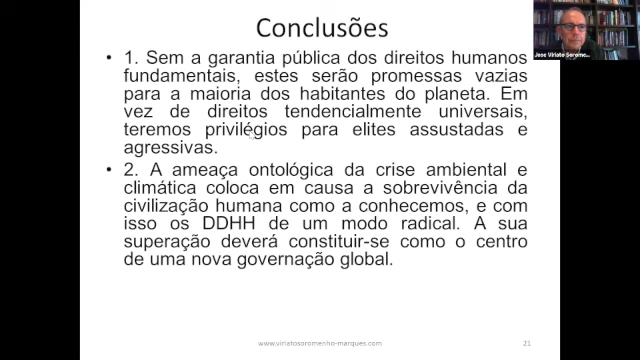 Conclusões
• 1. Sem a garantia pública dos direitos humanos
fundamentais, estes serão promessas vazias
para a maioria dos habitantes do planeta. Em
vez de direitos tendencialmente universais,
teremos privilégios para elites assustadas e
agressivas.
• 2. A ameaça ontológica da crise ambiental e
climática coloca em causa a sobrevivência da
civilização humana como a conhecemos, e com
isso os DDHH de um modo radical. A sua
superação deverá constituir-se como o centro
de uma nova governação global.
www.viriatosoromenho-marques.com
21
Jose Viriato Sorome...